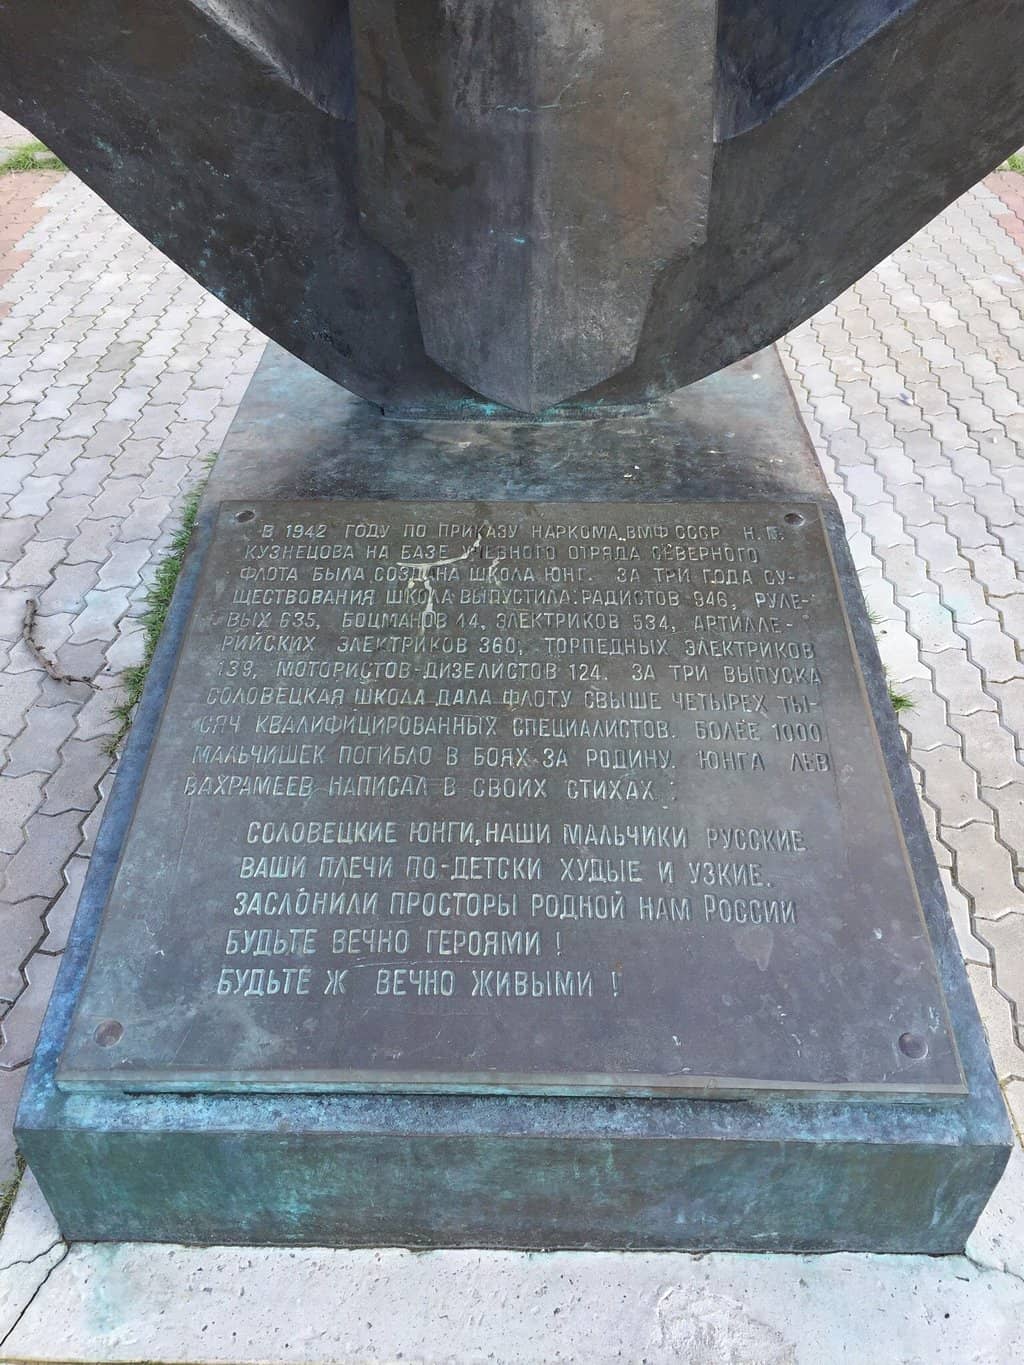 В 1942 ГОДУ ПО ПРИКАЗУ НАРКОМА ВМФ СССР Н. Г.
КУЗНЕЦОВА НА БАЗЕ УЧЕБНОГО ОТРЯДА СЕВЕРНОГО
ФЛОТА БЫЛА СОЗДАНА ШКОЛА ЮНГ. ЗА ТРИ ГОДА СУ-
ЩЕСТВОВАНИЯ ШКОЛА ВЫПУСТИЛА: РАДИСТОВ 946, РУЛЕ-
ВЫХ 635, БОЦМАНОВ 14, ЭЛЕКТРИКОВ 534, АРТИЛЛЕ-
РИЙСКИХ ЭЛЕКТРИКОВ 360, ТОРПЕДНЫХ ЭЛЕКТРИКОВ
139, МОТОРИСТОВ-ДИЗЕЛИСТОВ 124. ЗА ТРИ ВЫПУСКА
СОЛОВЕЦКАЯ ШКОЛА ДАЛА ФЛОТУ СВЫШЕ ЧЕТЫРЕХ ТЫ-
СЯЧ КВАЛИФИЦИРОВАННЫХ СПЕЦИАЛИСТОВ. БОЛЕЕ 1000
МАЛЬЧИШЕК ПОГИБЛО В БОЯХ ЗА РОДИНУ. ЮНГА ЛЕВ
ВАХРАМЕЕВ НАПИСАЛ В СВОИХ СТИХАХ:
СОЛОВЕЦКИЕ ЮНГИ, НАШИ МАЛЬЧИКИ РУССКИЕ
ВАШИ ПЛЕЧИ ПО-ДЕТСКИ ХУДЫЕ И УЗКИЕ.
ЗАСЛОНИЛИ ПРОСТОРЫ РОДНОЙ НАМ РОССИИ
БУДЬТЕ ВЕЧНО ГЕРОЯМИ !
БУДЬТЕ Ж ВЕЧНО ЖИВЫМИ !